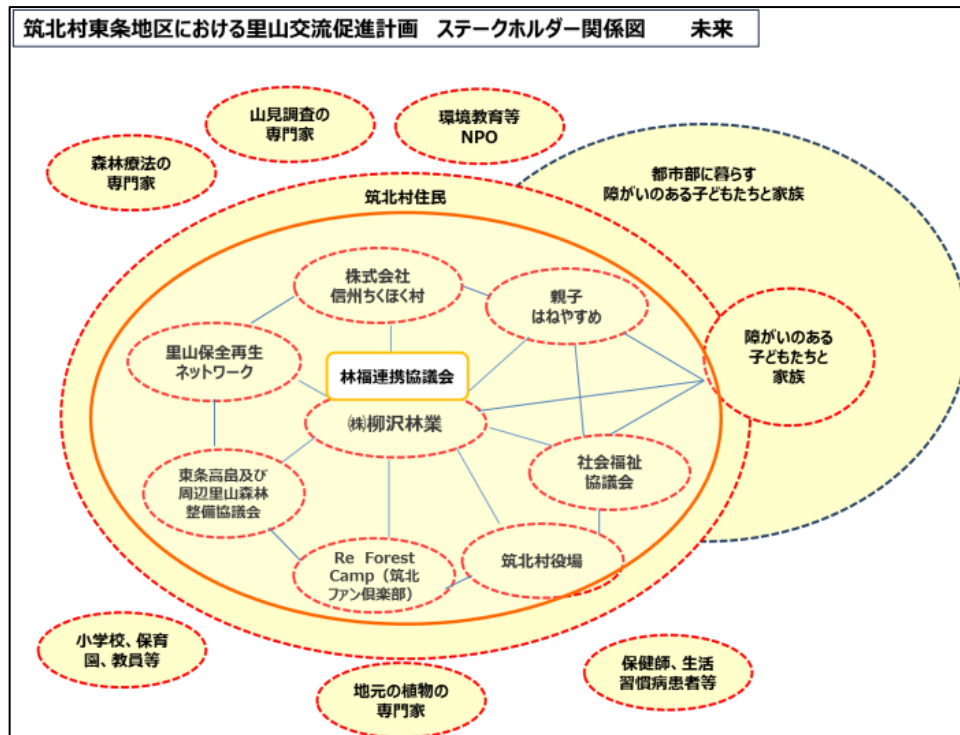 筑北村東条地区における里山交流促進計画 ステークホルダー関係図 未来
山見調査の
専門家
環境教育等
NPO
森林療法の
専門家
都市部に暮らす
障がいのある子どもたちと家族
筑北村住民
株式会社
信州ちくほく村
親子
はねやすめ
里山保全再生
ネットワーク
林福連携協議会
障がいのある
子どもたちと
家族
㈱柳沢林業
東条高畠及び
周辺里山森林
整備協議会
社会福祉
協議会
Re Forest
Camp（筑北
ファン倶楽部）
筑北村役場
小学校、保育
園、教員等
地元の植物の
専門家
保健師、生活
習慣病患者等